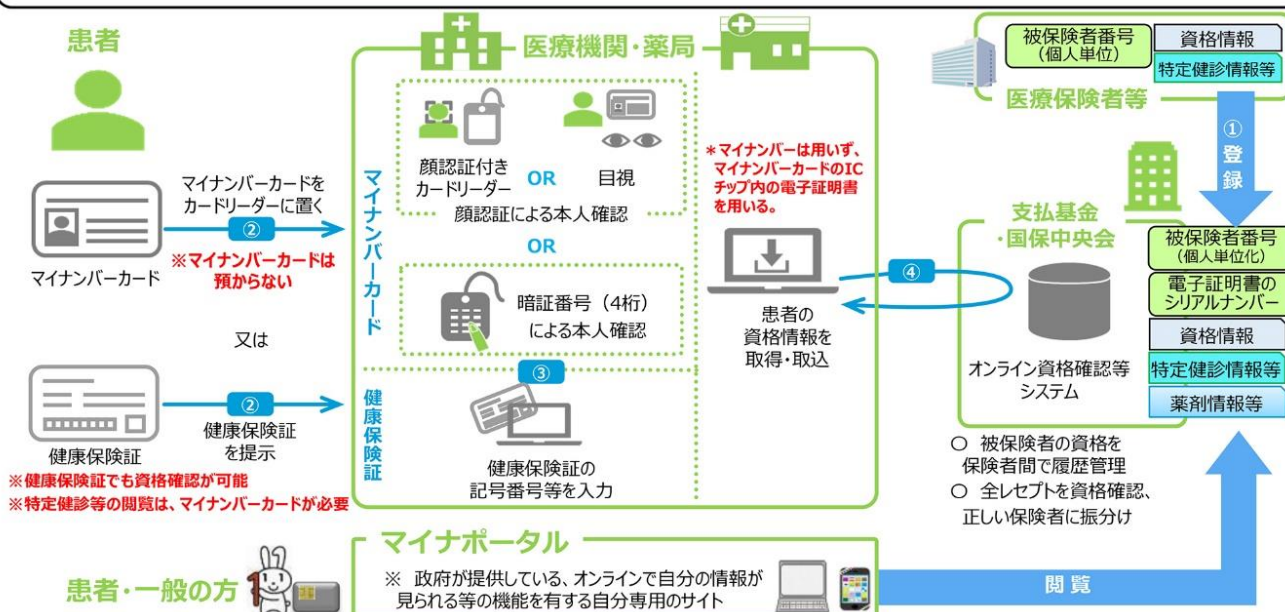 患者
マイナンバーカード
マイナンバーカードを
カードリーダーに置く
②
※マイナンバーカードは
預からない
又は
健康保険証
②
健康保険証
を提示
※健康保険証でも資格確認が可能
※特定健診等の閲覧は、マイナンバーカードが必要
医療機関・薬局
マイナンバーカード
顔認証付き
カードリーダー
OR
目視
顔認証による本人確認
OR
暗証番号（4桁）
による本人確認
③
健康保険証
健康保険証の
記号番号等を入力
＊マイナンバーは用いず、
マイナンバーカードのIC
チップ内の電子証明書
を用いる。
患者の
資格情報を
取得・取込
④
被保険者番号
（個人単位）
資格情報
特定健診情報等
医療保険者等
①
登
録
支払基金
・国保中央会
オンライン資格確認等
システム
被保険者番号
（個人単位化）
電子証明書の
シリアルナンバー
資格情報
特定健診情報等
薬剤情報等
○ 被保険者の資格を
保険者間で履歴管理
○ 全レセプトを資格確認、
正しい保険者に振分け
患者・一般の方
マイナポータル
※ 政府が提供している、オンラインで自分の情報が
見られる等の機能を有する自分専用のサイト
閲覧